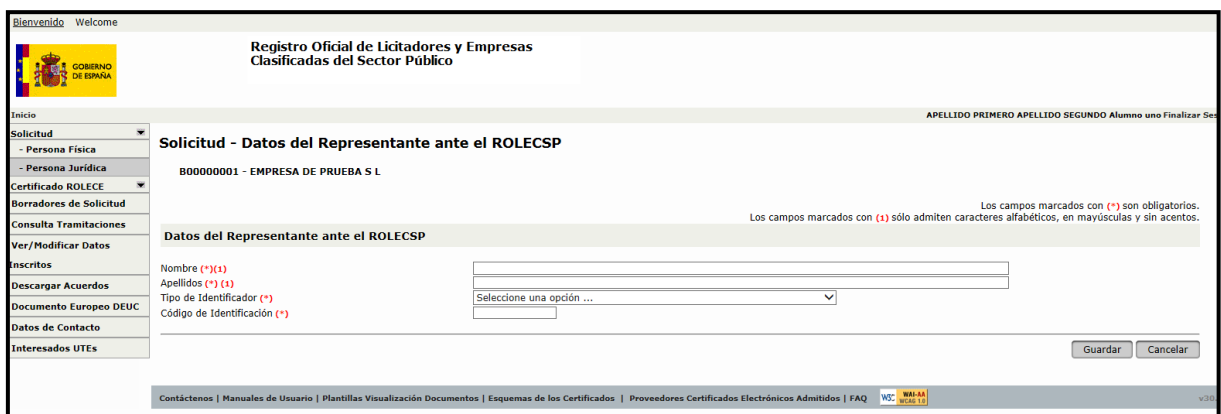 Bienvenido Welcome
GOBIERNO
DE ESPAÑA
Registro Oficial de Licitadores y Empresas
Clasificadas del Sector Público
Inicio
APELLIDO PRIMERO APELLIDO SEGUNDO Alumno uno Finalizar Ses
Solicitud
- Persona Física
- Persona Jurídica
Certificado ROLECE
Borradores de Solicitud
Consulta Tramitaciones
Ver/Modificar Datos
Inscritos
Descargar Acuerdos
Documento Europeo DEUC
Datos de Contacto
Interesados UTEs
Solicitud - Datos del Representante ante el ROLECSP
B00000001 - EMPRESA DE PRUEBA S L
Los campos marcados con (*) son obligatorios.
Los campos marcados con (1) sólo admiten caracteres alfabéticos, en mayúsculas y sin acentos.
Datos del Representante ante el ROLECSP
Nombre (*)(1)
Apellidos (*) (1)
Tipo de Identificador (*)
Seleccione una opción ...
Código de Identificación (*)
Guardar Cancelar
Contáctenos | Manuales de Usuario | Plantillas Visualización Documentos | Esquemas de los Certificados | Proveedores Certificados Electrónicos Admitidos | FAQ
W3C WAI-AA
WCAG 1.0
v30.